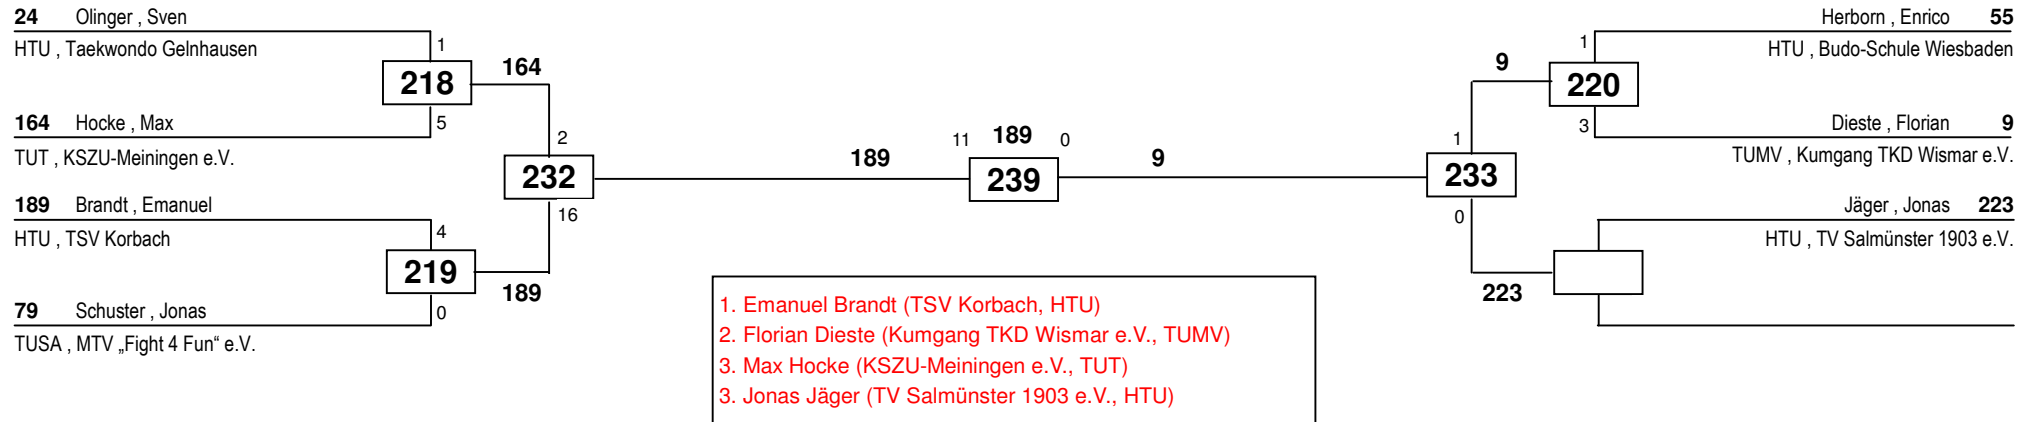 24 Olinger , Sven
HTU , Taekwondo Gelnhausen
1
218
164
5
164 Hocke , Max
TUT , KSZU-Meiningen e.V.
2
232
16
189 Brandt , Emanuel
HTU , TSV Korbach
4
219
189
0
79 Schuster , Jonas
TUSA , MTV „Fight 4 Fun“ e.V.
189
11 189 0
239
9
Herborn , Enrico 55
HTU , Budo-Schule Wiesbaden
1
9
220
3
Dieste , Florian 9
TUMV , Kumgang TKD Wismar e.V.
1
233
0
Jäger , Jonas 223
HTU , TV Salmünster 1903 e.V.
223
1. Emanuel Brandt (TSV Korbach, HTU)
2. Florian Dieste (Kumgang TKD Wismar e.V., TUMV)
3. Max Hocke (KSZU-Meiningen e.V., TUT)
3. Jonas Jäger (TV Salmünster 1903 e.V., HTU)